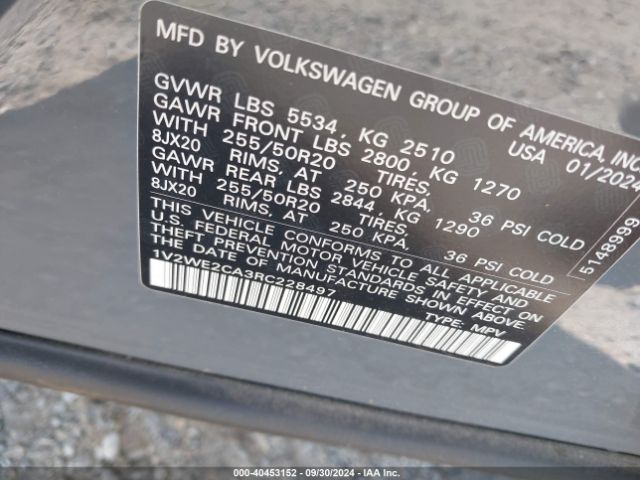 MFD BY VOLKSWAGEN GROUP OF AMERICA, INC.
USA 01/202
GVWR LBS 5534, KG 2510
GAWR FRONT LBS 2800, KG 1270
WITH 255/50R20 TIRES,
8JX20 RIMS, AT 250 KPA, 36 PSI COLD
GAWR REAR LBS 2844, KG 1290
WITH 255/50R20 TIRES
8JX20 RIMS, AT 250 KPA 36 PSI COLD
THIS VEHICLE CONFORMS TO ALL APPLICABLE
U.S. FEDERAL MOTOR VEHICLE SAFETY AND
THEFT PREVENTION STANDARDS IN EFFECT ON
THE DATE OF MANUFACTURE SHOWN ABOVE.
1V2WE2CA3RC228497
TYPE: MPV
5148999
000-40453152 - 09/30/2024 - IAA Inc.